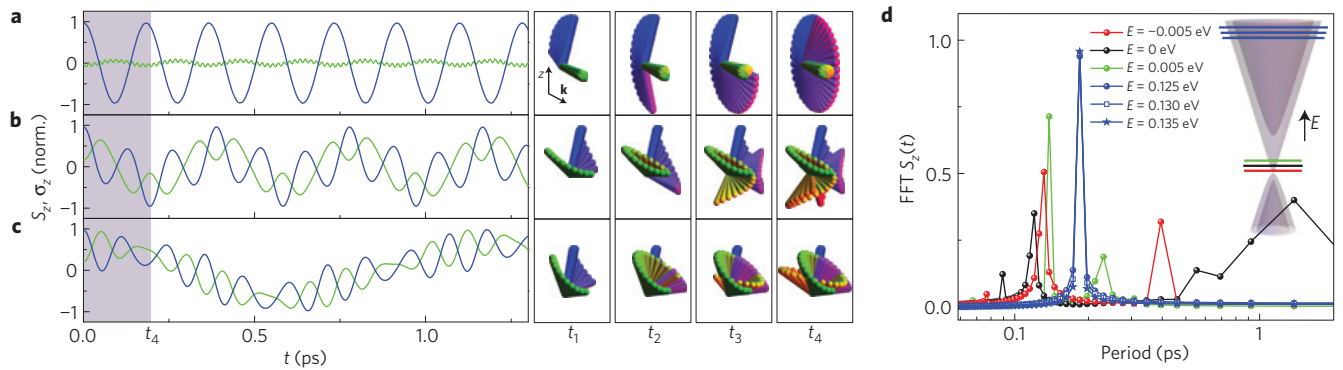 a
1
0
−1
b
1
0
−1
c
1
0
−1
S_z, σ_z (norm.)
0.0
t_4
0.5
1.0
t (ps)
z
k
t_1
t_2
t_3
t_4
d
1.0
0.5
0.0
FFT S_z(t)
E = −0.005 eV
E = 0 eV
E = 0.005 eV
E = 0.125 eV
E = 0.130 eV
E = 0.135 eV
E
0.1
1
Period (ps)